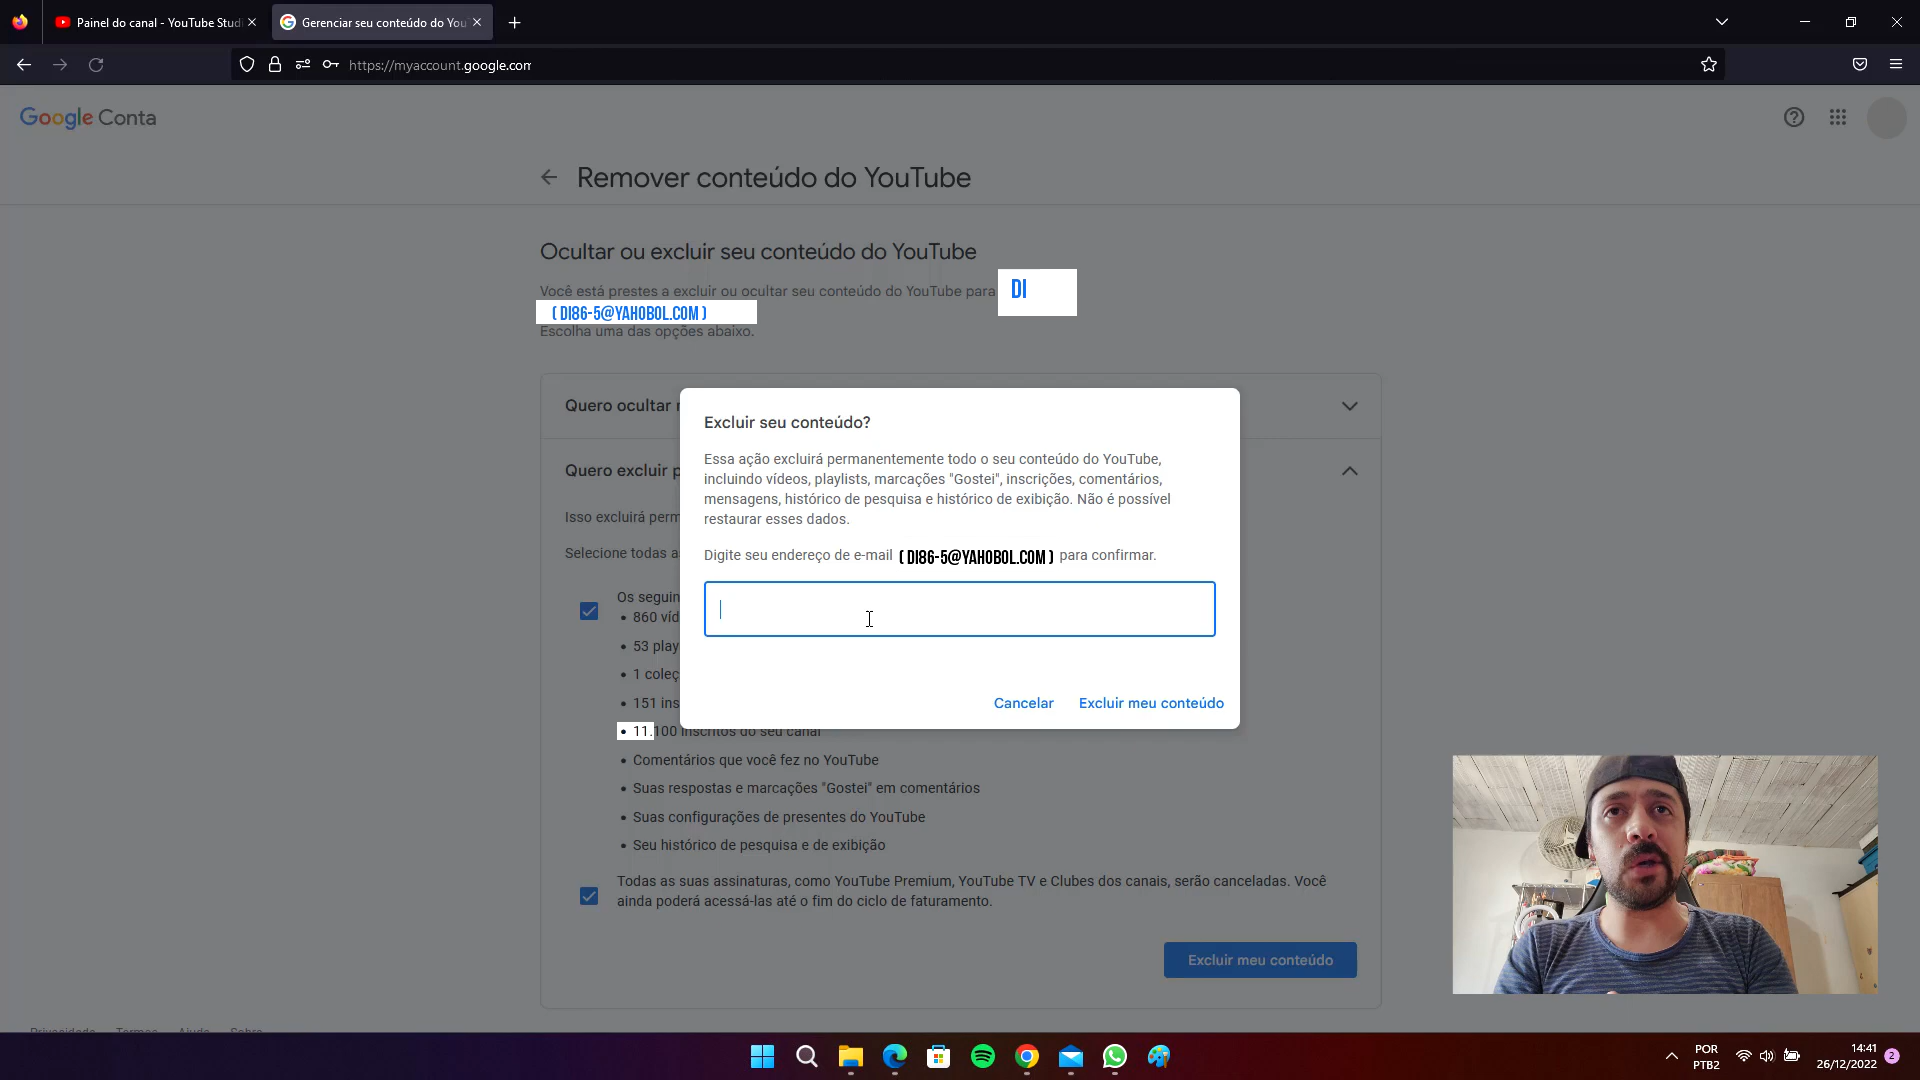 Painel do canal - YouTube Studi
Gerenciar seu conteúdo do You
https://myaccount.google.com
Google Conta
Remover conteúdo do YouTube
Ocultar ou excluir seu conteúdo do YouTube
Você está prestes a excluir ou ocultar seu conteúdo do YouTube para DI
( DI86-5@YAHOBOL.COM )
Escolha uma das opções abaixo.
Quero ocultar
Excluir seu conteúdo?
Essa ação excluirá permanentemente todo o seu conteúdo do YouTube,
incluindo vídeos, playlists, marcações "Gostei", inscrições, comentários,
mensagens, histórico de pesquisa e histórico de exibição. Não é possível
restaurar esses dados.
Digite seu endereço de e-mail ( DI86-5@YAHOBOL.COM ) para confirmar.
Cancelar
Excluir meu conteúdo
Quero excluir p
Isso excluirá perm
Selecione todas a
Os seguin
• 860 víd
• 53 play
• 1 coleç
• 151 ins
• 11.100 inscritos do seu canal
• Comentários que você fez no YouTube
• Suas respostas e marcações "Gostei" em comentários
• Suas configurações de presentes do YouTube
• Seu histórico de pesquisa e de exibição
Todas as suas assinaturas, como YouTube Premium, YouTube TV e Clubes dos canais, serão canceladas. Você
ainda poderá acessá-las até o fim do ciclo de faturamento.
Excluir meu conteúdo
Privacidade Termos Ajuda Sobre
POR
PTB2
14:41
26/12/2022
2